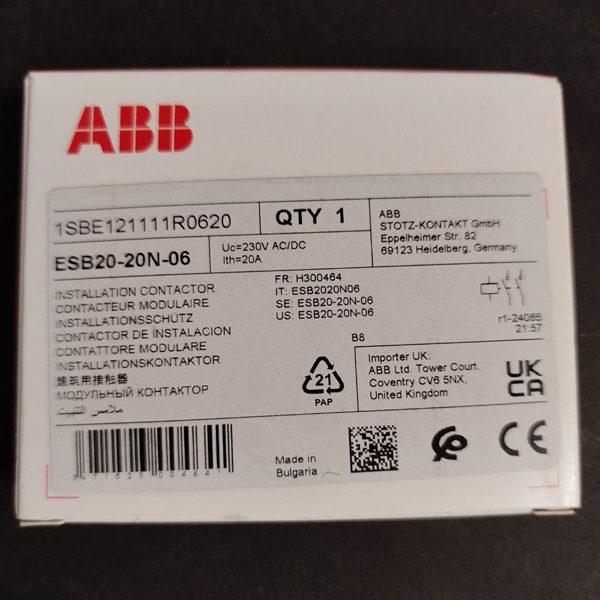 ABB
1SBE121111R0620
QTY 1
ABB
STOTZ-KONTAKT GmbH
Eppelheimer Str. 82
69123 Heidelberg, Germany
ESB20-20N-06
Uc=230V AC/DC
Ith=20A
INSTALLATION CONTACTOR
CONTACTEUR MODULAIRE
INSTALLATIONSSCHÜTZ
CONTACTOR DE INSTALACION
CONTATTORE MODULARE
INSTALLATIONSKONTAKTOR
建筑用接触器
МОДУЛЬНЫЙ КОНТАКТОР
ملامس التثبيت
FR: H300464
IT: ESB2020N06
SE: ESB20-20N-06
US: ESB20-20N-06
r1-24065
21:57
B8
21
PAP
Importer UK:
ABB Ltd. Tower Court,
Coventry CV6 5NX,
United Kingdom
UK
CA
Made in
Bulgaria
CE